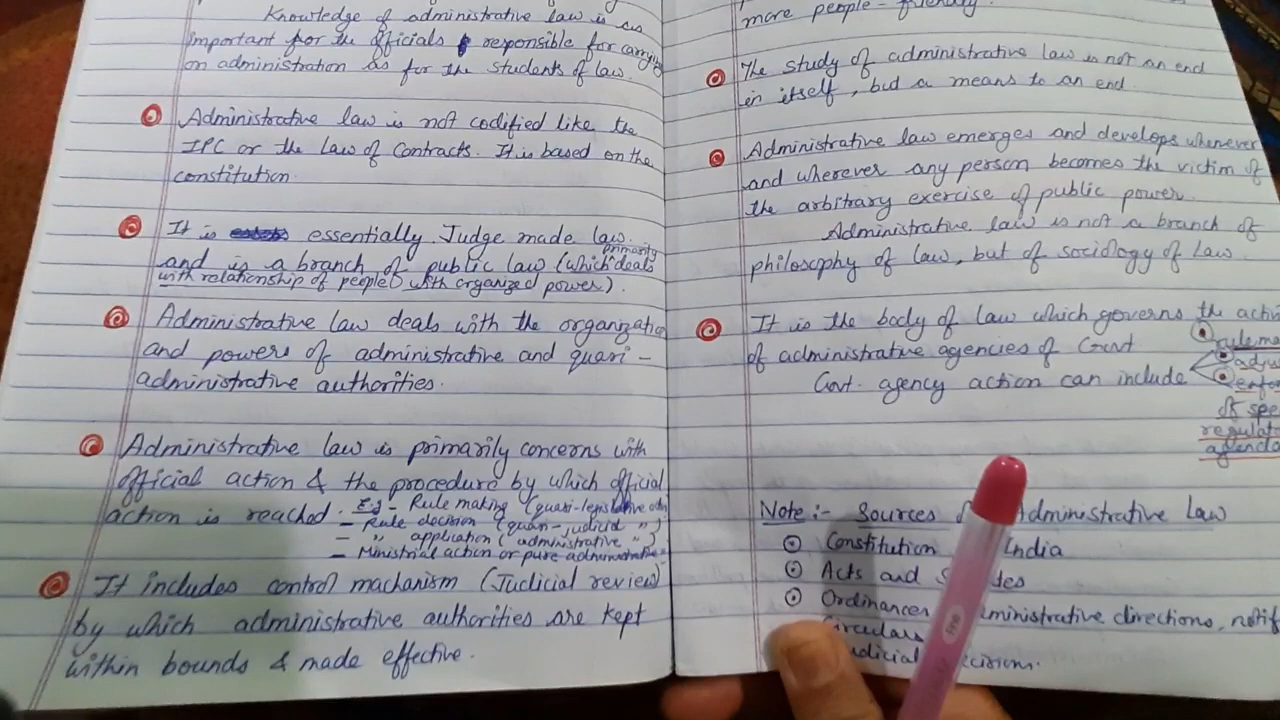 Knowledge of administrative law is as
important for the officials responsible for carrying
on administration as for the students of law.
Administrative law is not codified like the
IPC or the Law of Contracts. It is based on the
constitution.
It is essentially Judge made law.
and is a branch of public law (which primarily deals
with relationship of people with organized power).
Administrative law deals with the organization
and powers of administrative and quasi-
administrative authorities.
Administrative law is primarily concerns with
official action & the procedure by which official
action is reached. Eg - Rule making (quasi-legislative
- Rule decision (quasi-judicial ")
- " application (administrative ")
- Ministrial action or pure administrative
It includes control machanism (Judicial review)
by which administrative authorities are kept
within bounds & made effective.
more people-friendly.
The study of administrative law is not an end
in itself, but a means to an end.
Administrative law emerges and develops whenever
and wherever any person becomes the victim of
the arbitrary exercise of public power.
Administrative law is not a branch of
philosophy of law, but of sociology of Law.
It is the body of law which governs the
of administrative agencies of Govt
Govt. agency action can include
of
Note:- Sources Administrative Law
Constitution India
Acts and
Ordinances, directions,
Circulars